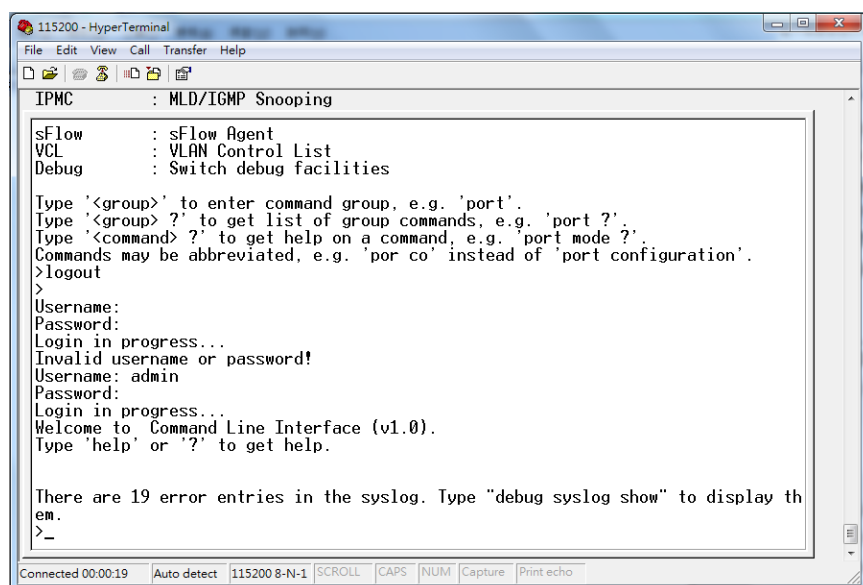 115200 - HyperTerminal
File Edit View Call Transfer Help
IPMC : MLD/IGMP Snooping
sFlow : sFlow Agent
VCL : VLAN Control List
Debug : Switch debug facilities
Type '<group>' to enter command group, e.g. 'port'.
Type '<group> ?' to get list of group commands, e.g. 'port ?'.
Type '<command> ?' to get help on a command, e.g. 'port mode ?'.
Commands may be abbreviated, e.g. 'por co' instead of 'port configuration'.
>logout
>
Username:
Password:
Login in progress...
Invalid username or password!
Username: admin
Password:
Login in progress...
Welcome to Command Line Interface (v1.0).
Type 'help' or '?' to get help.
There are 19 error entries in the syslog. Type "debug syslog show" to display th
em.
>_
Connected 00:00:19 Auto detect 115200 8-N-1 SCROLL CAPS NUM Capture Print echo